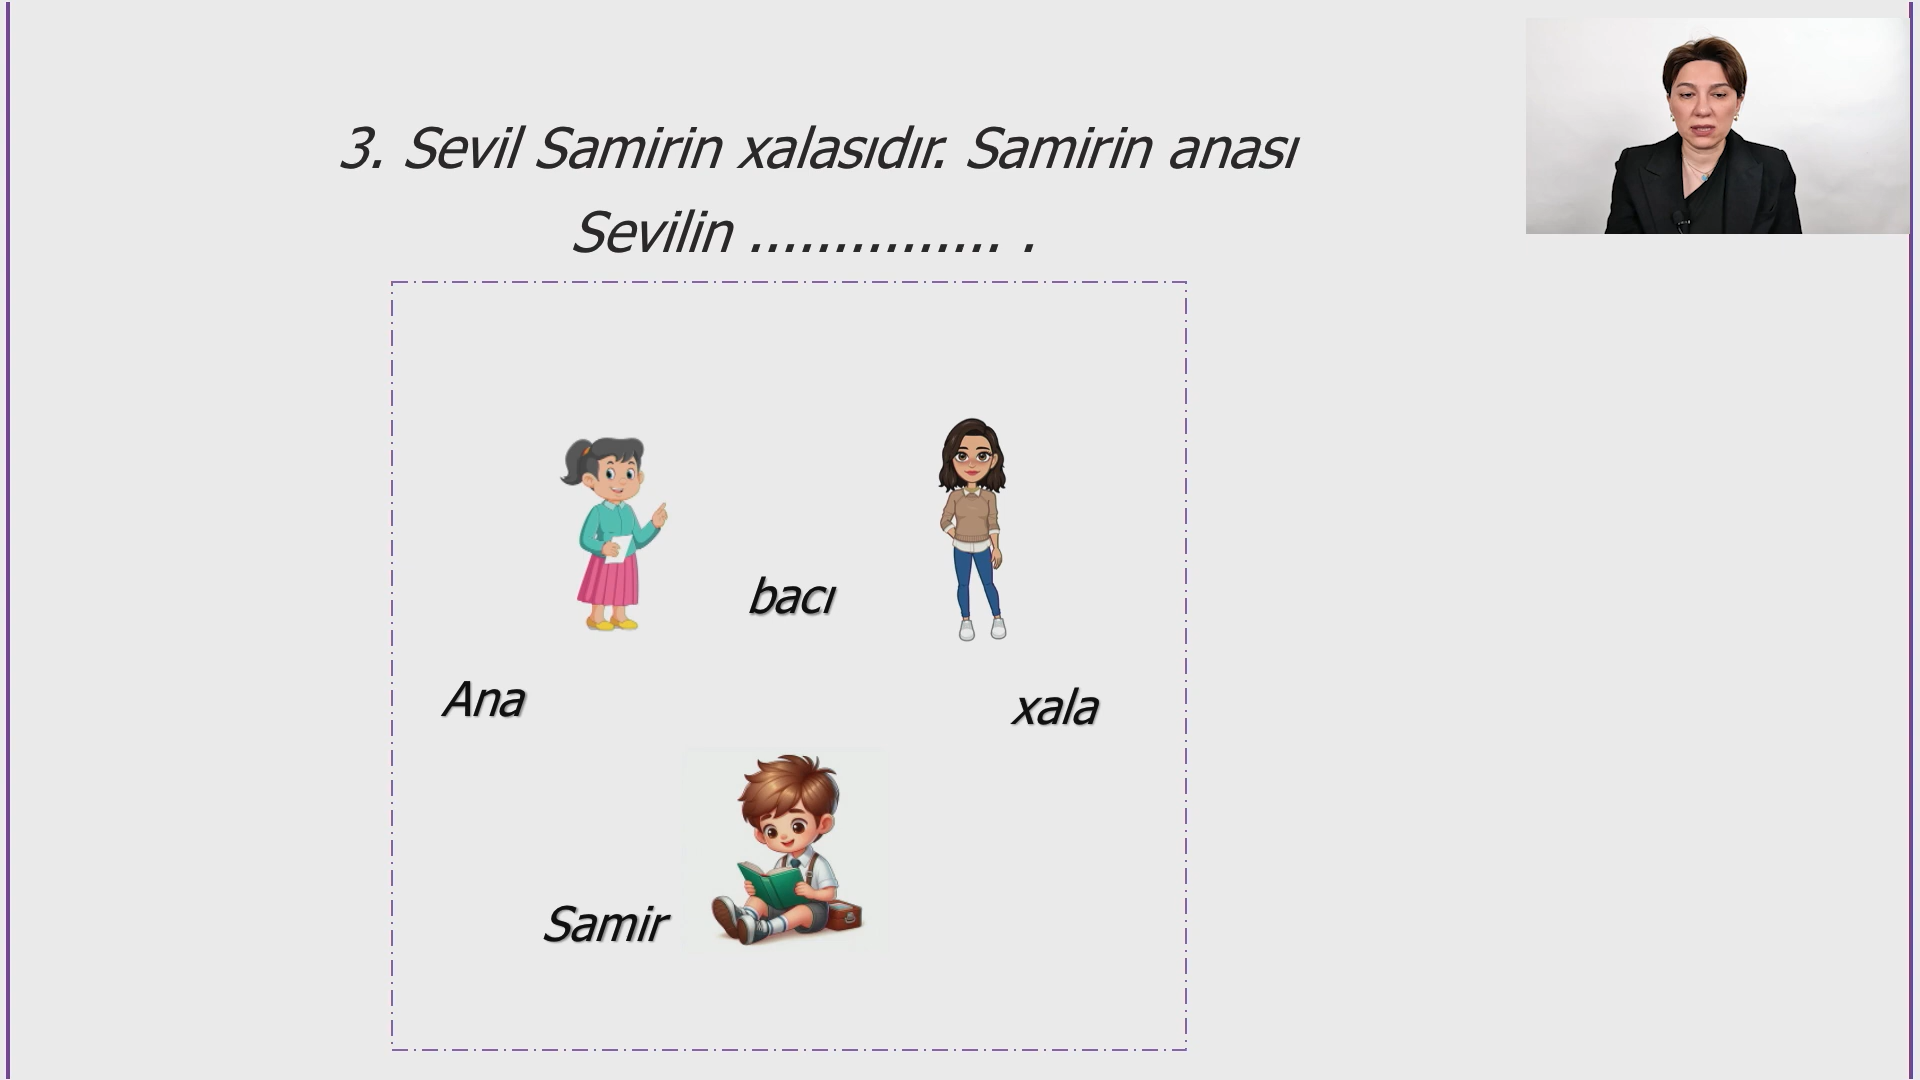 3. Sevil Samirin xalasıdır. Samirin anası
Sevilin ............... .
bacı
Ana
xala
Samir